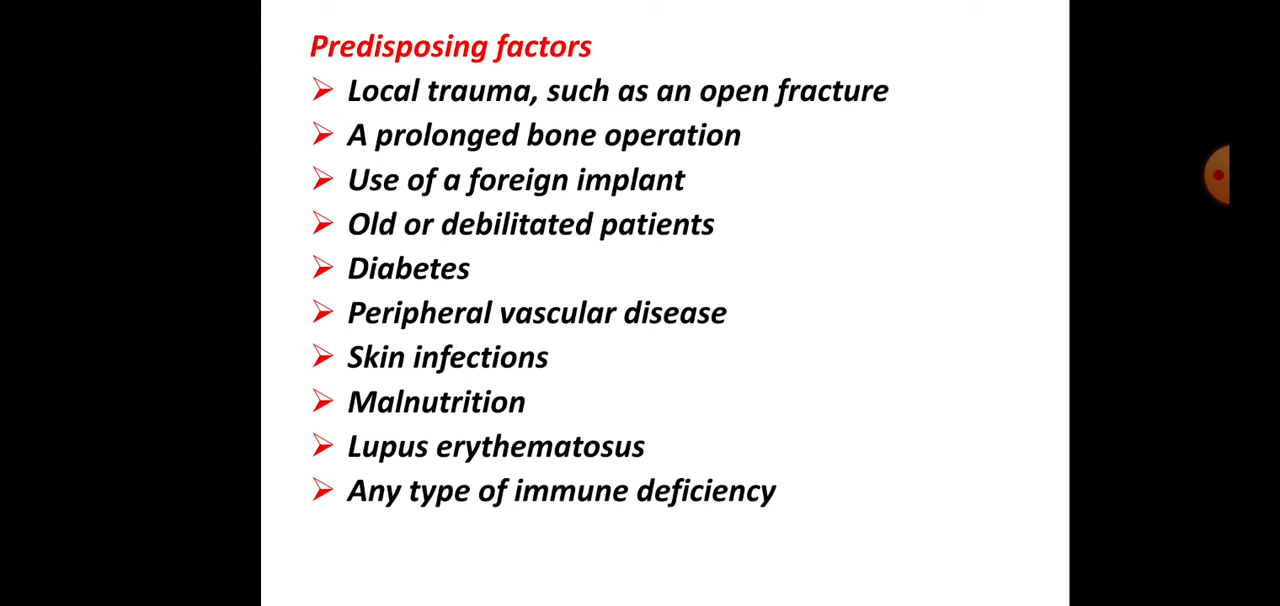 Predisposing factors
Local trauma, such as an open fracture
A prolonged bone operation
Use of a foreign implant
Old or debilitated patients
Diabetes
Peripheral vascular disease
Skin infections
Malnutrition
Lupus erythematosus
Any type of immune deficiency